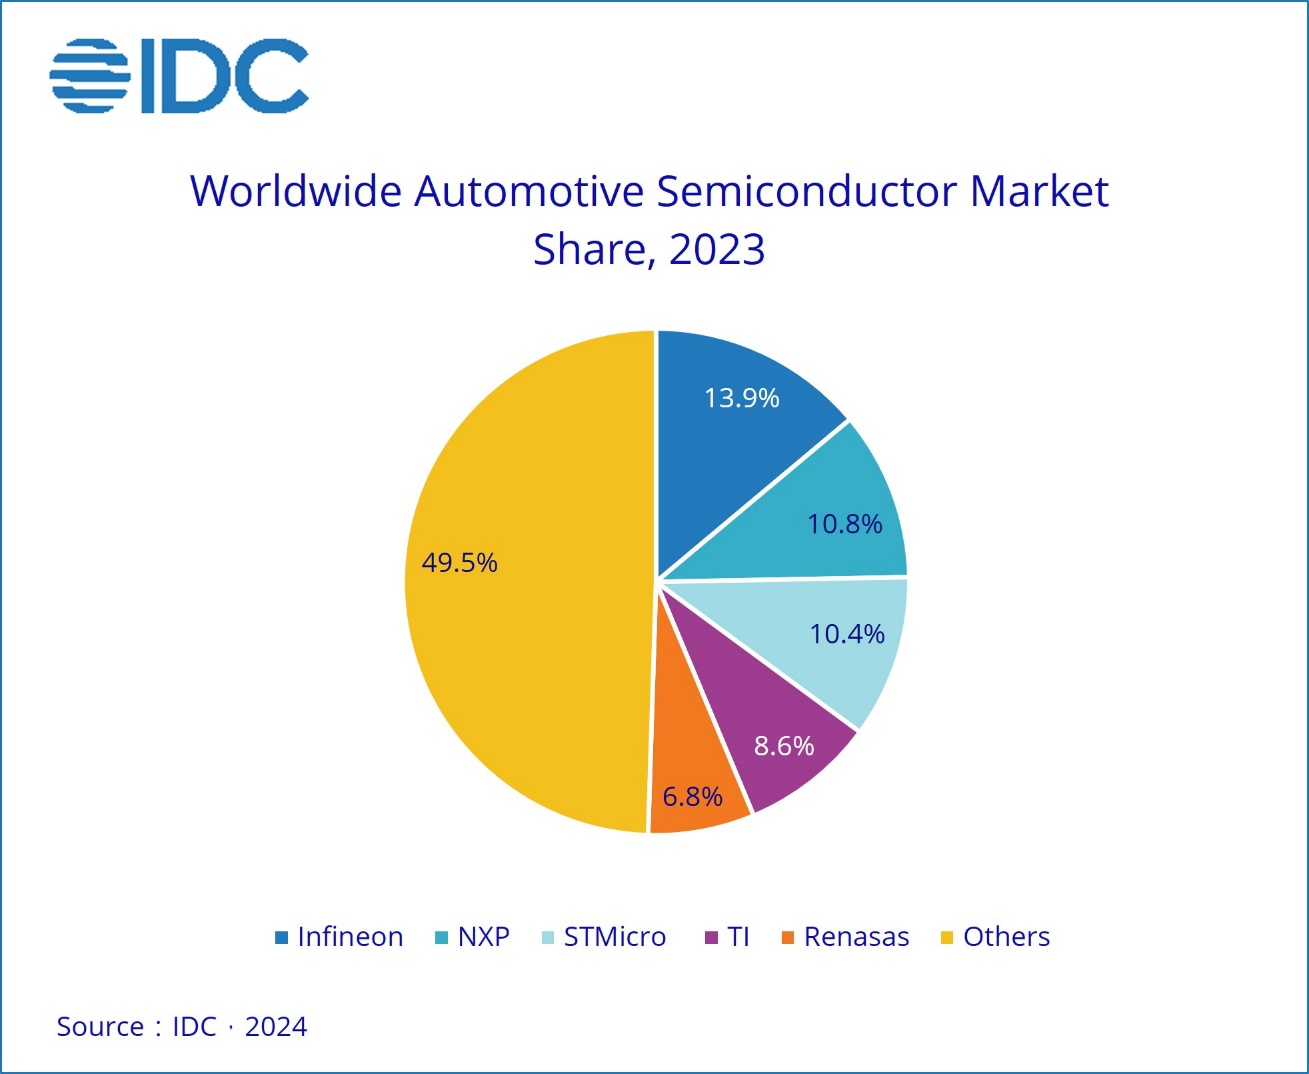 IDC
Worldwide Automotive Semiconductor Market
Share, 2023
13.9%
10.8%
49.5%
10.4%
8.6%
6.8%
Infineon NXP STMicro TI Renasas Others
Source : IDC · 2024